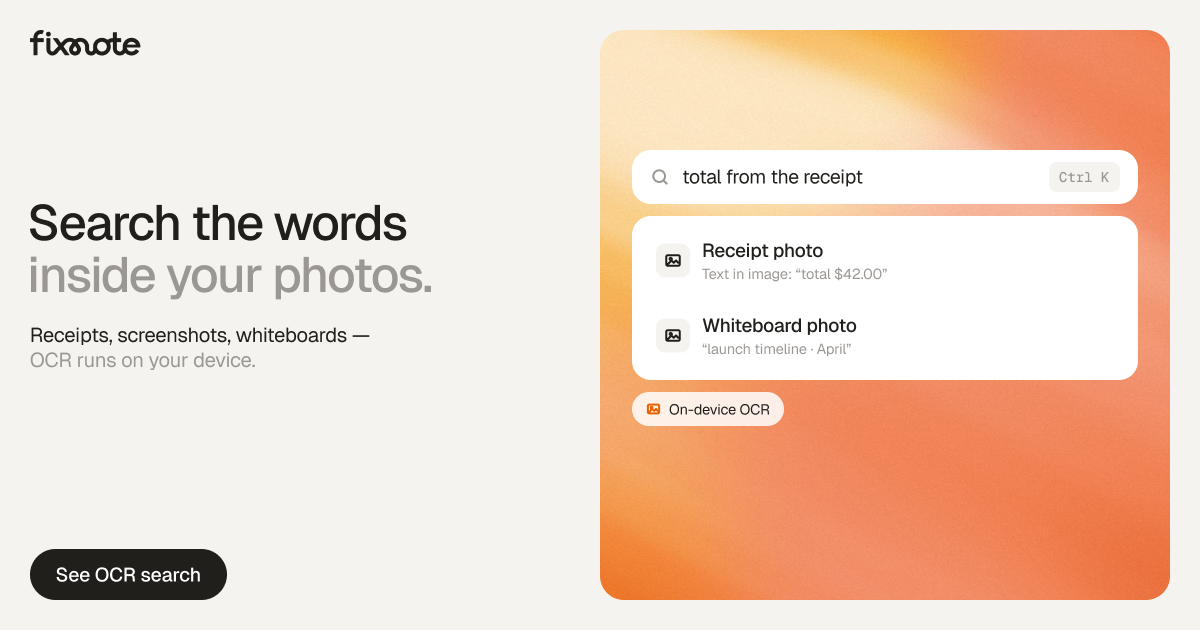 fixnote
Search the words
inside your photos.
Receipts, screenshots, whiteboards —
OCR runs on your device.
See OCR search
total from the receipt
Ctrl K
Receipt photo
Text in image: “total $42.00”
Whiteboard photo
“launch timeline · April”
On-device OCR